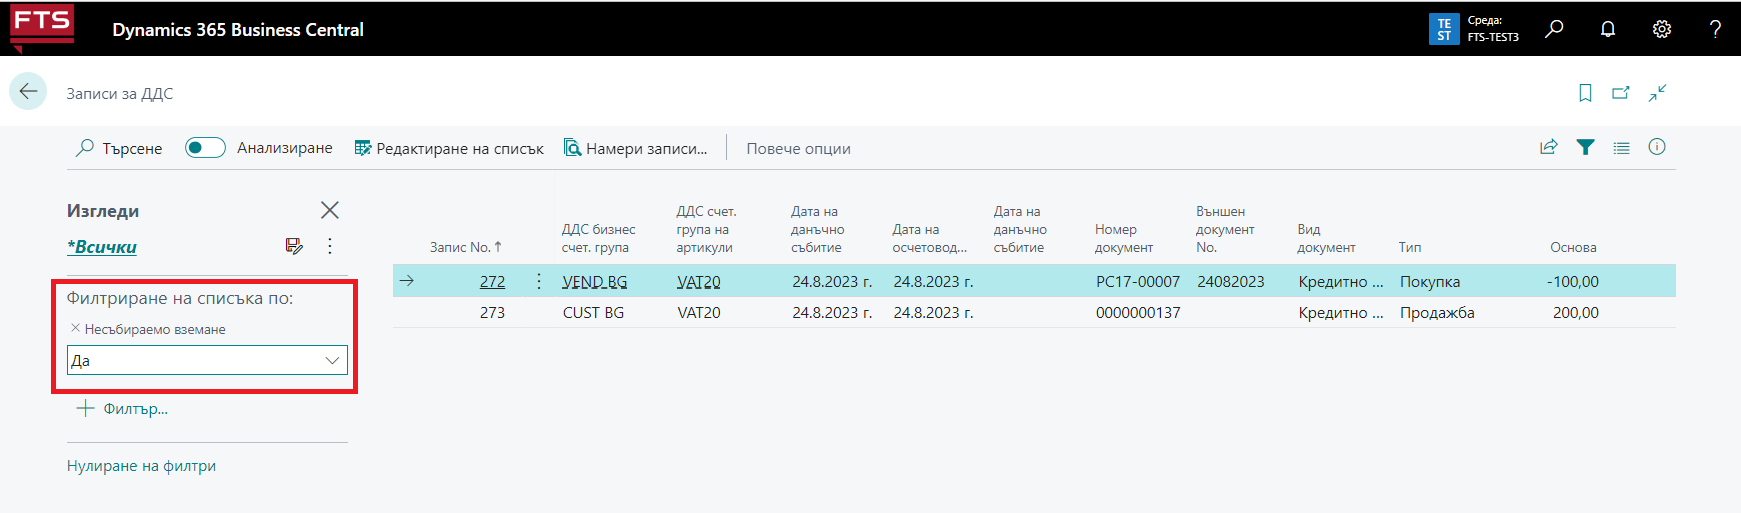 FTS
Dynamics 365 Business Central
TE
ST
Среда:
FTS-TEST3
Записи за ДДС
Търсене
Анализиране
Редактиране на списък
Намери записи...
Повече опции
Изгледи
*Всички
Филтриране на списъка по:
× Несъбираемо вземане
Да
+ Филтър...
Нулиране на филтри
Запис No. ↑
ДДС бизнес
счет. група
ДДС счет.
група на
артикули
Дата на
данъчно
събитие
Дата на
осчетовод...
Дата на
данъчно
събитие
Номер
документ
Външен
документ
No.
Вид
документ
Тип
Основа
272 VEND BG VAT20 24.8.2023 г. 24.8.2023 г. PC17-00007 24082023 Кредитно ... Покупка -100,00
273 CUST BG VAT20 24.8.2023 г. 24.8.2023 г. 0000000137 Кредитно ... Продажба 200,00